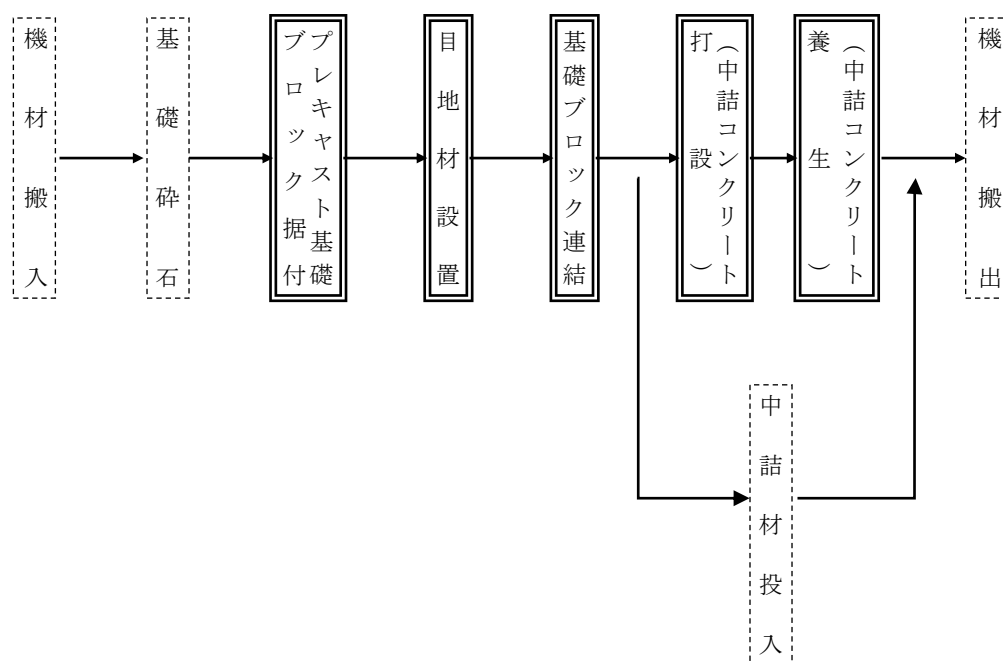 機材搬入
基礎砕石
プレキャスト基礎
ブロック据付
目地材設置
基礎ブロック連結
打設
（中詰コンクリート）
養生
（中詰コンクリート）
機材搬出
中詰材投入